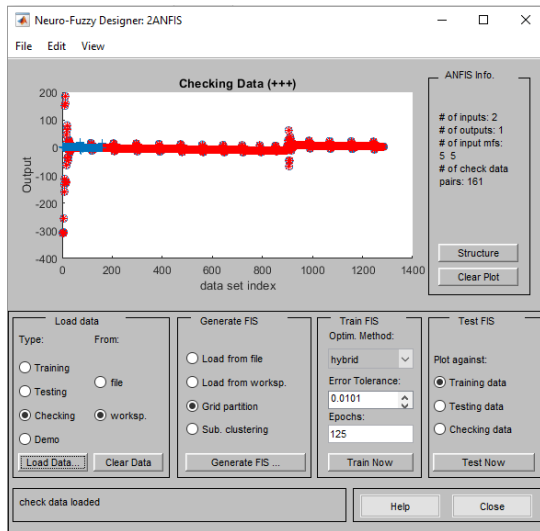 Neuro-Fuzzy Designer: 2ANFIS
File Edit View
Checking Data (+++)
Output
200
100
0
-100
-200
-300
-400
0 200 400 600 800 1000 1200 1400
data set index
ANFIS Info.
# of inputs: 2
# of outputs: 1
# of input mfs:
5 5
# of check data
pairs: 161
Structure
Clear Plot
Load data
Type: From:
Training
Testing
Checking
Demo
file
worksp.
Load Data...
Clear Data
Generate FIS
Load from file
Load from worksp.
Grid partition
Sub. clustering
Generate FIS ...
Train FIS
Optim. Method:
hybrid
Error Tolerance:
0.0101
Epochs:
125
Train Now
Test FIS
Plot against:
Training data
Testing data
Checking data
Test Now
check data loaded
Help
Close